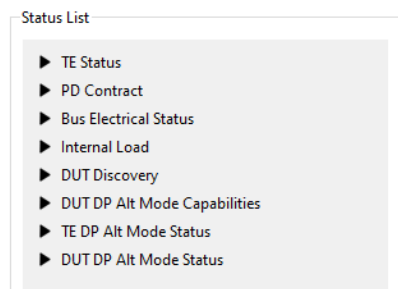 Status List
TE Status
PD Contract
Bus Electrical Status
Internal Load
DUT Discovery
DUT DP Alt Mode Capabilities
TE DP Alt Mode Status
DUT DP Alt Mode Status